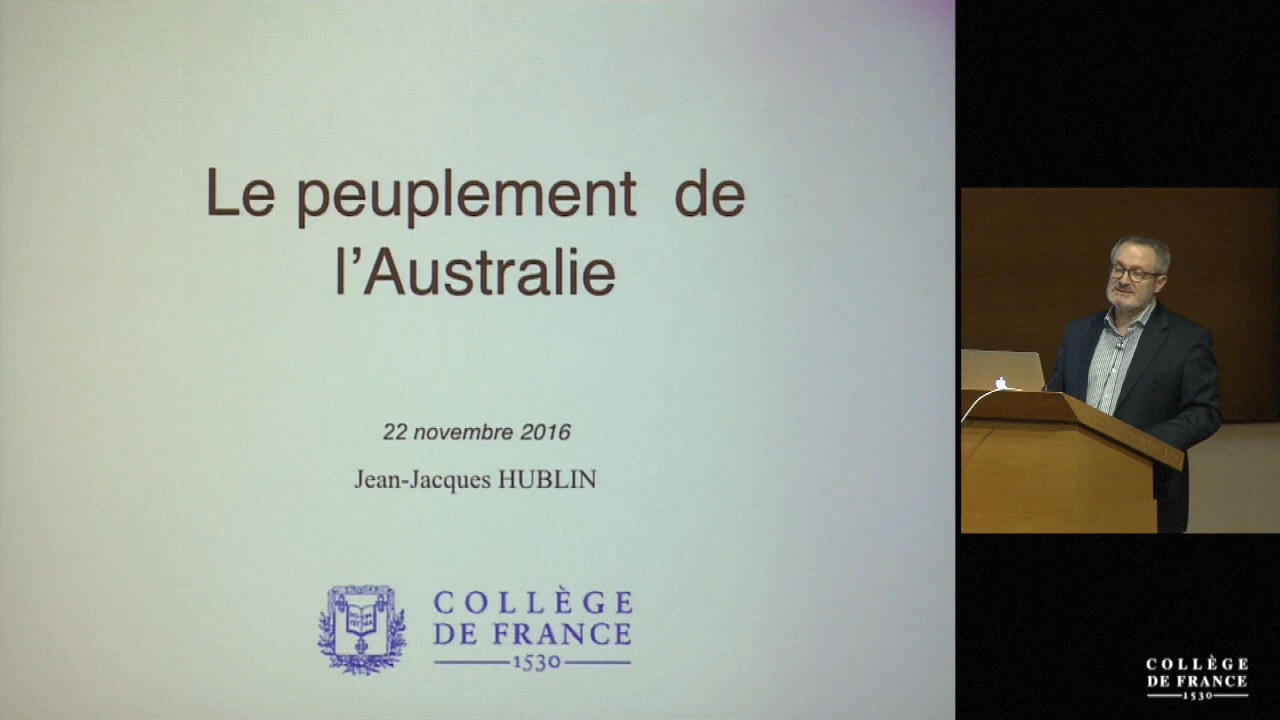 Le peuplement de
l’Australie
22 novembre 2016
Jean-Jacques HUBLIN
COLLÈGE
DE FRANCE
1530
COLLÈGE
DE FRANCE
1530